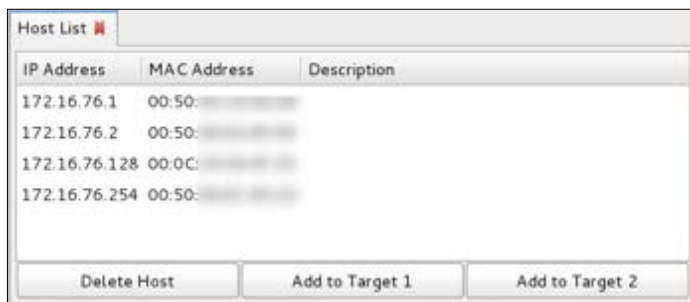 Host List
IP Address MAC Address Description
172.16.76.1 00:50:
172.16.76.2 00:50:
172.16.76.128 00:0C:
172.16.76.254 00:50:
Delete Host Add to Target 1 Add to Target 2